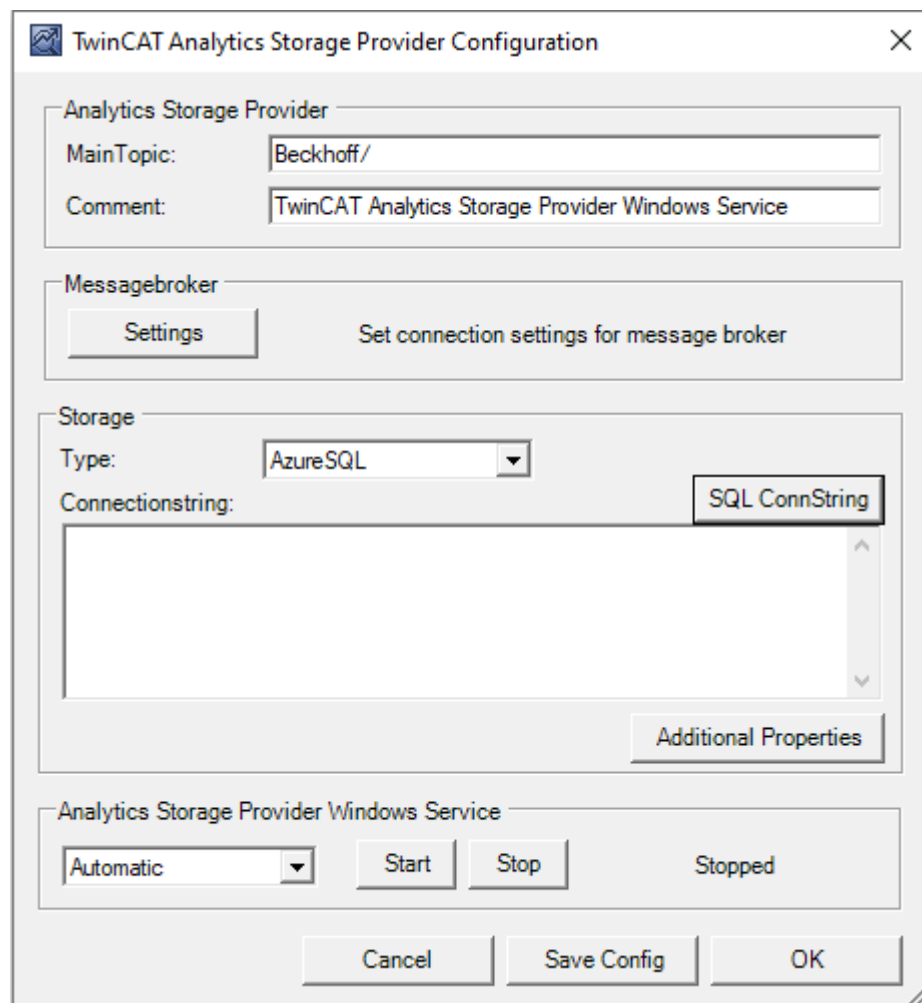 TwinCAT Analytics Storage Provider Configuration
Analytics Storage Provider
MainTopic: Beckhoff/
Comment: TwinCAT Analytics Storage Provider Windows Service
Messagebroker
Settings Set connection settings for message broker
Storage
Type: AzureSQL
Connectionstring: SQL ConnString
Additional Properties
Analytics Storage Provider Windows Service
Automatic Start Stop Stopped
Cancel Save Config OK